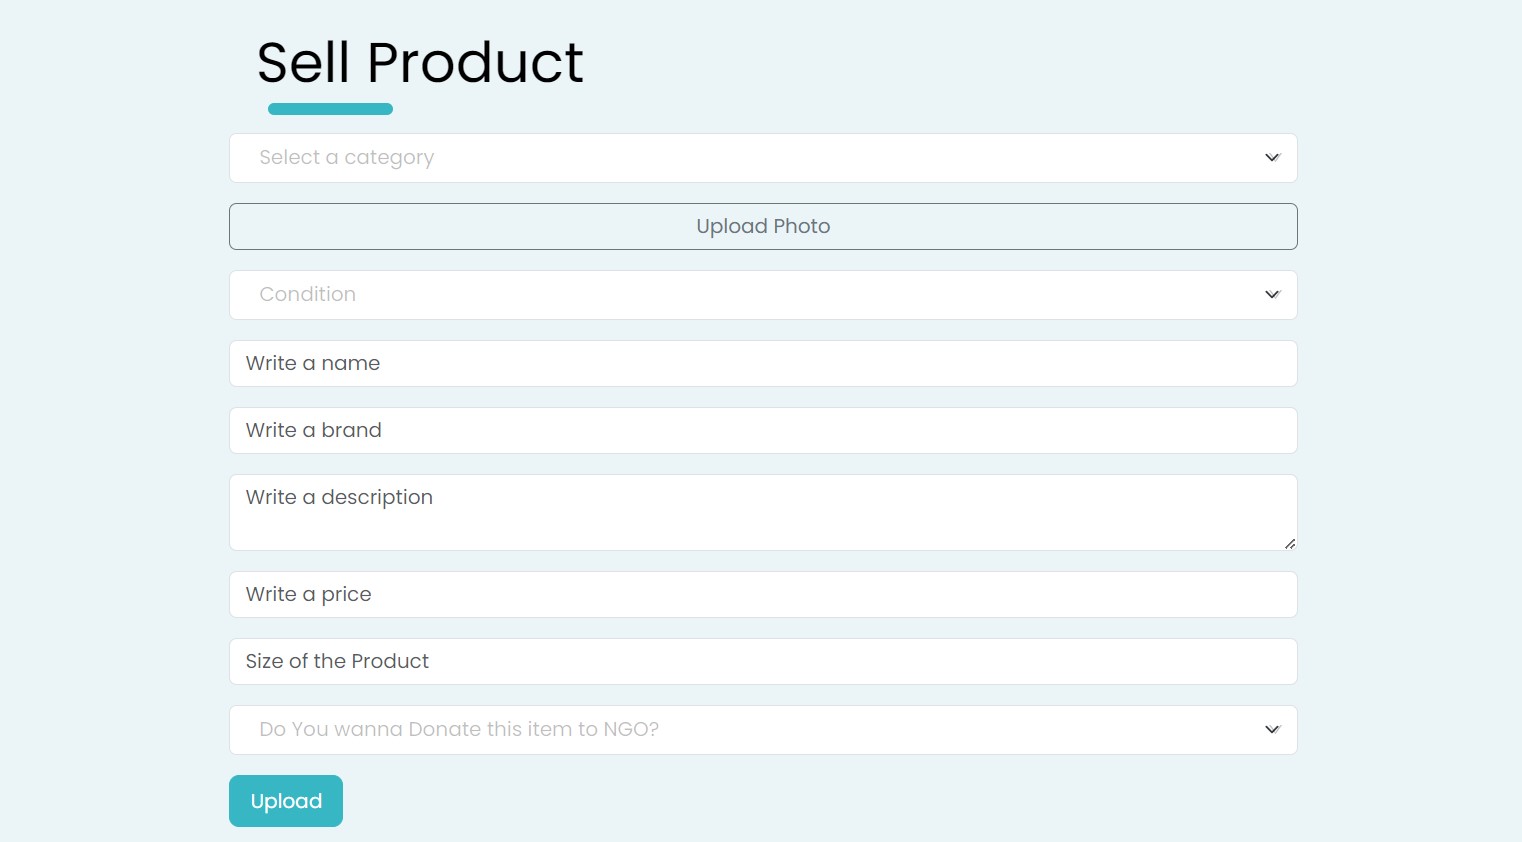 Sell Product
Select a category
Upload Photo
Condition
Write a name
Write a brand
Write a description
Write a price
Size of the Product
Do You wanna Donate this item to NGO?
Upload